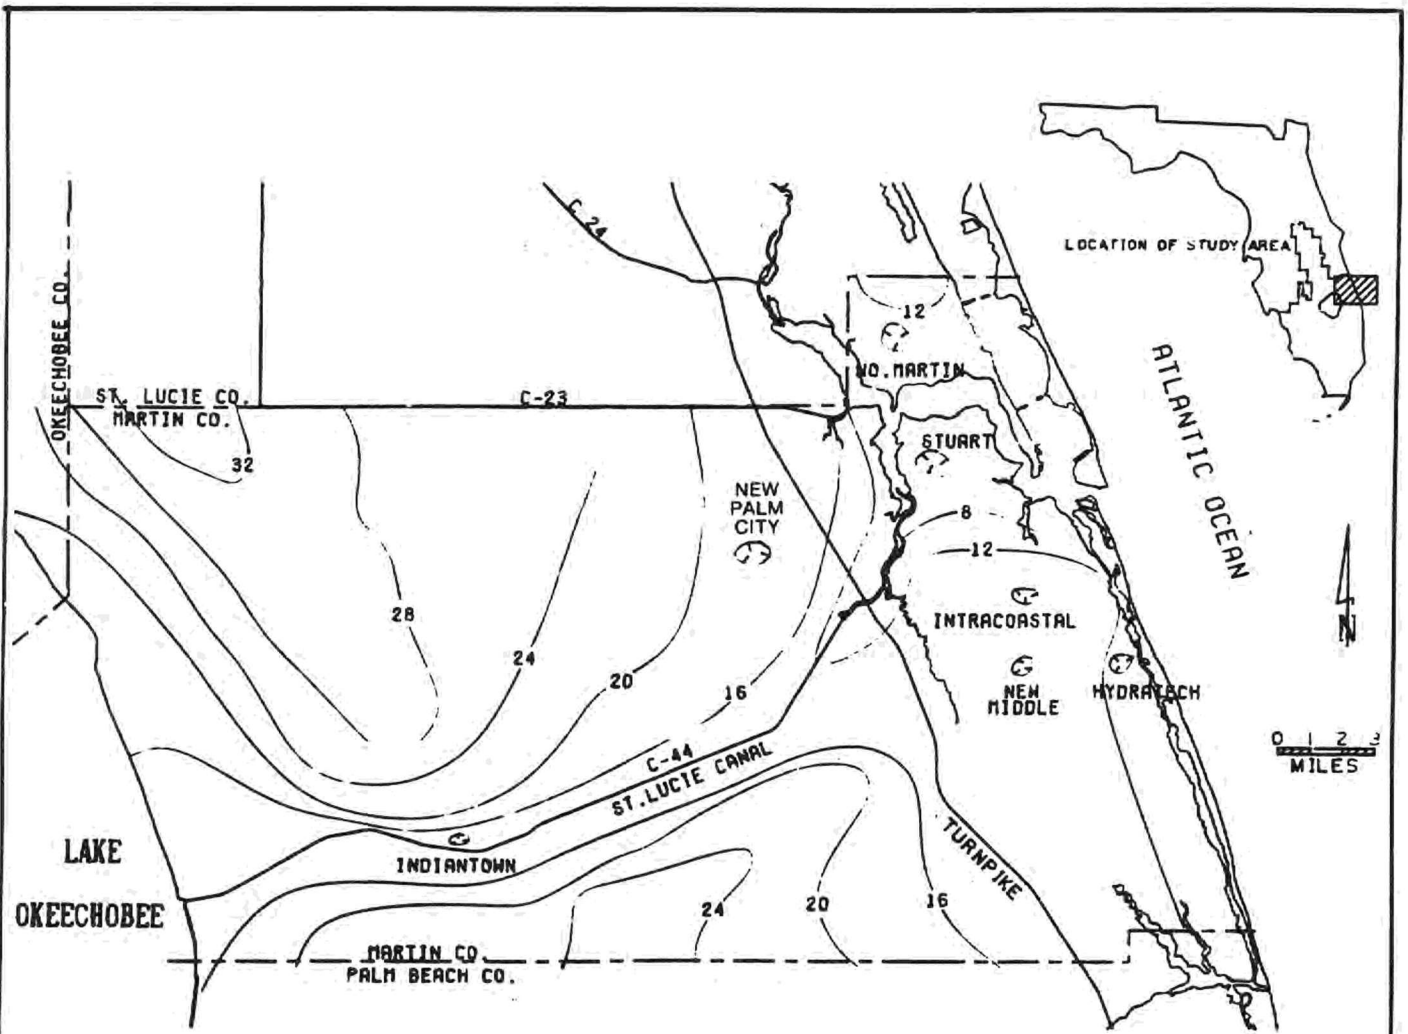 C 24
LOCATION OF STUDY AREA
OKEECHOBEE CO.
12
NO. MARTIN
ATLANTIC OCEAN
ST. LUCIE CO.
MARTIN CO.
C-23
32
STUART
NEW
PALM
CITY
8
12
28
INTRACOASTAL
N
24
20
16
NEW
MIDDLE
HYDRATECH
0 1 2 3
MILES
C-44
ST. LUCIE CANAL
LAKE
OKEECHOBEE
INDIANTOWN
TURNPIKE
24
20
16
MARTIN CO.
PALM BEACH CO.